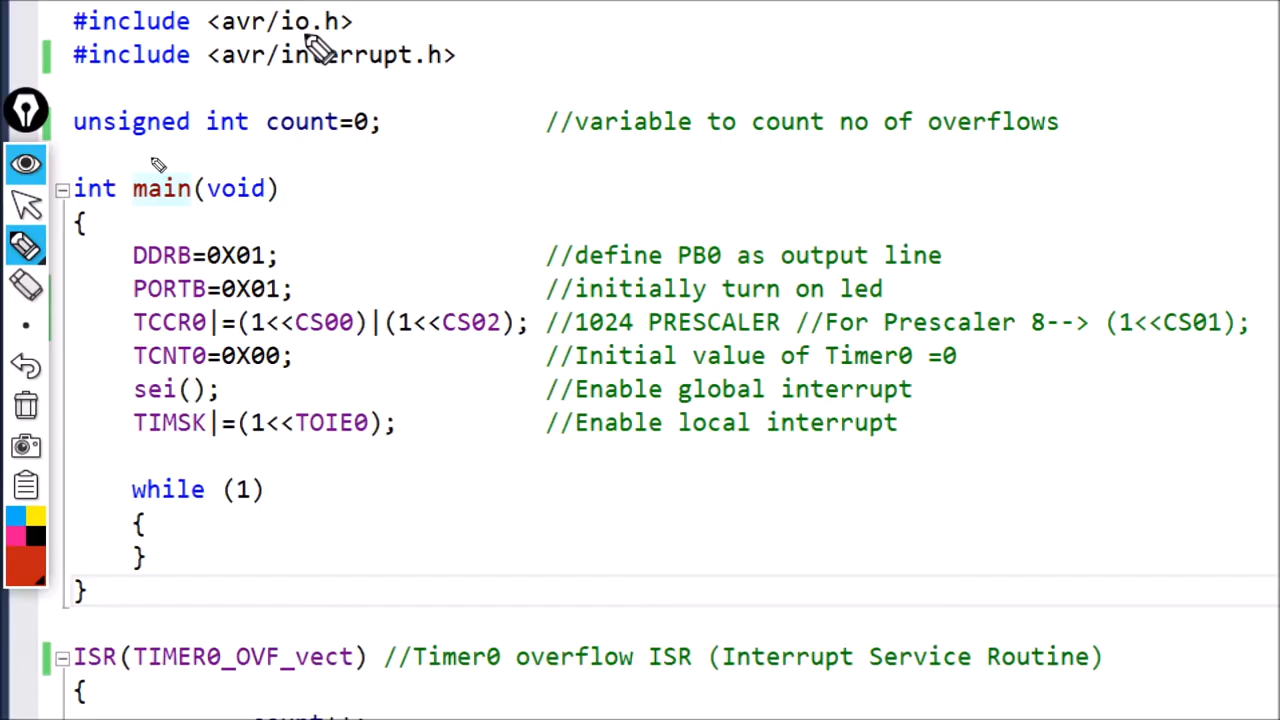 #include <avr/io.h>
#include <avr/interrupt.h>
unsigned int count=0; //variable to count no of overflows
int main(void)
{
DDRB=0X01; //define PB0 as output line
PORTB=0X01; //initially turn on led
TCCR0|=(1<<CS00)|(1<<CS02); //1024 PRESCALER //For Prescaler 8--> (1<<CS01);
TCNT0=0X00; //Initial value of Timer0 =0
sei(); //Enable global interrupt
TIMSK|=(1<<TOIE0); //Enable local interrupt
while (1)
{
}
}
ISR(TIMER0_OVF_vect) //Timer0 overflow ISR (Interrupt Service Routine)
{